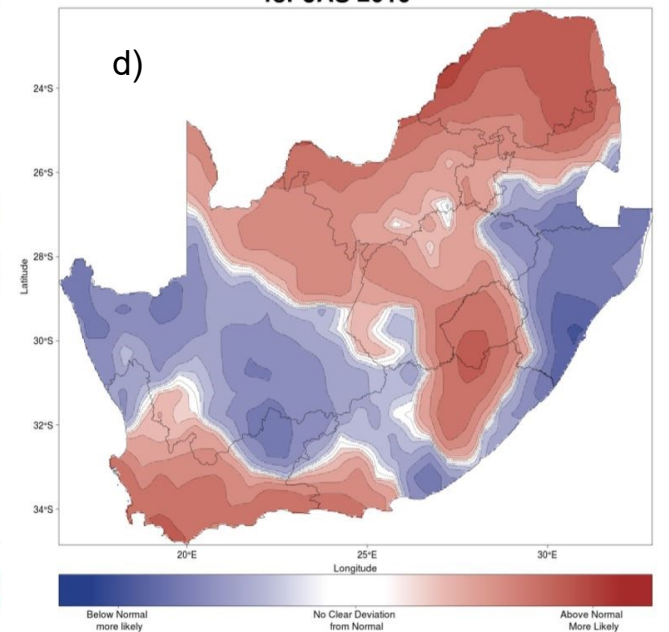 d)
24°S
26°S
28°S
30°S
32°S
34°S
Latitude
20°E 25°E 30°E
Longitude
Below Normal No Clear Deviation Above Normal
more likely from Normal More Likely